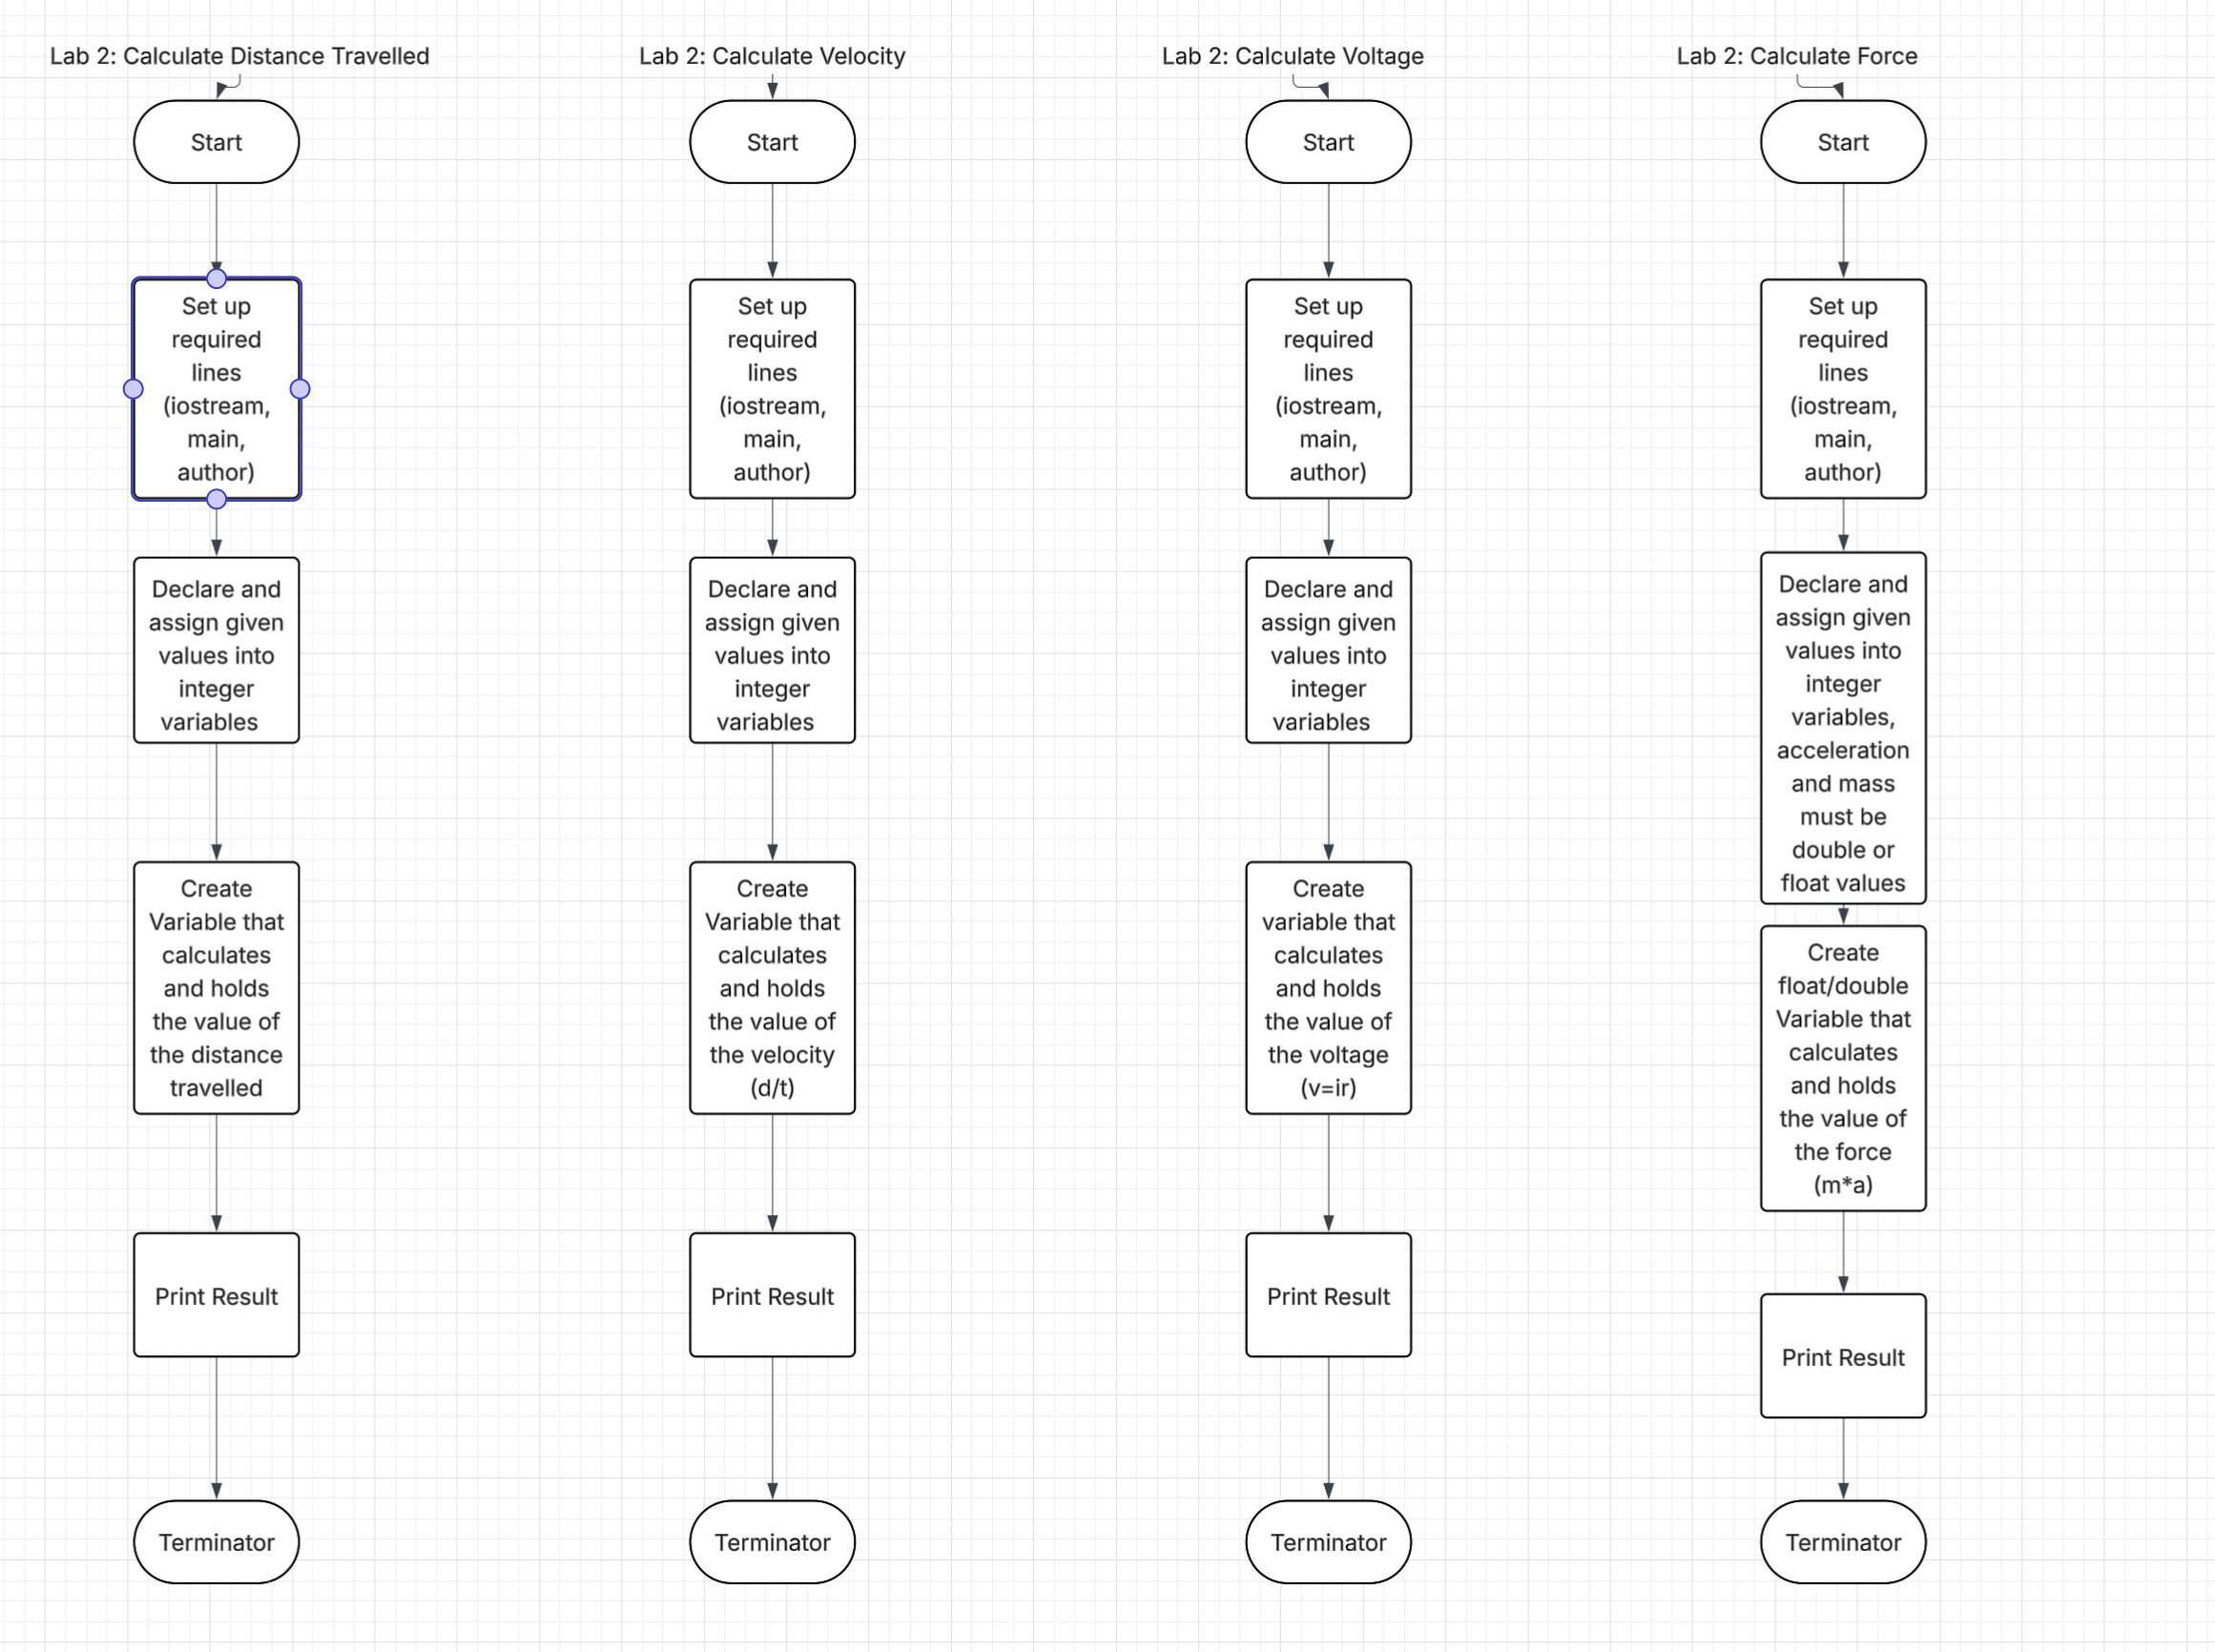 Lab 2: Calculate Distance Travelled
Start
Set up
required
lines
(iostream,
main,
author)
Declare and
assign given
values into
integer
variables
Create
Variable that
calculates
and holds
the value of
the distance
travelled
Print Result
Terminator
Lab 2: Calculate Velocity
Start
Set up
required
lines
(iostream,
main,
author)
Declare and
assign given
values into
integer
variables
Create
Variable that
calculates
and holds
the value of
the velocity
(d/t)
Print Result
Terminator
Lab 2: Calculate Voltage
Start
Set up
required
lines
(iostream,
main,
author)
Declare and
assign given
values into
integer
variables
Create
variable that
calculates
and holds
the value of
the voltage
(v=ir)
Print Result
Terminator
Lab 2: Calculate Force
Start
Set up
required
lines
(iostream,
main,
author)
Declare and
assign given
values into
integer
variables,
acceleration
and mass
must be
double or
float values
Create
float/double
Variable that
calculates
and holds
the value of
the force
(m*a)
Print Result
Terminator